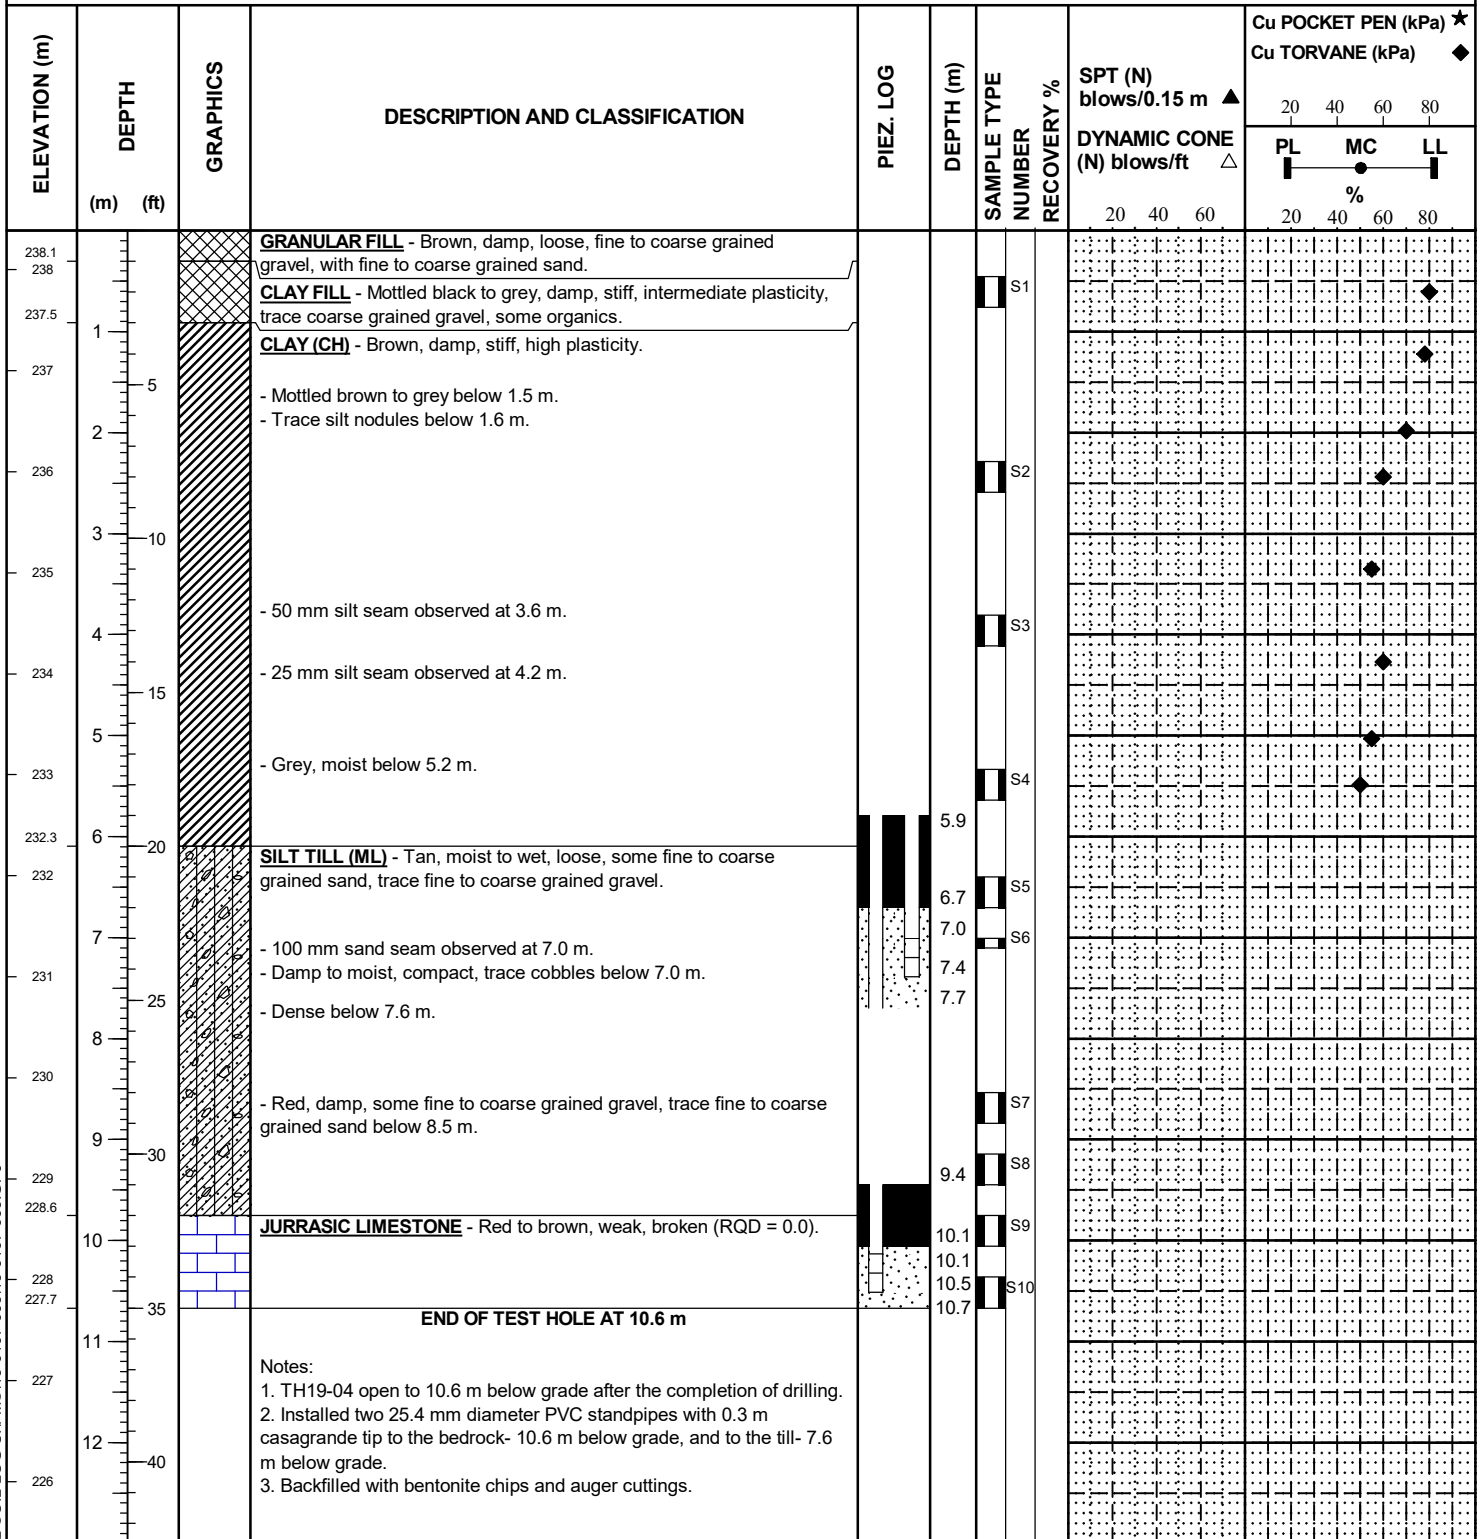 ELEVATION (m)
DEPTH
(m) (ft)
GRAPHICS
DESCRIPTION AND CLASSIFICATION
PIEZ. LOG
DEPTH (m)
SAMPLE TYPE
NUMBER
RECOVERY %
SPT (N)
blows/0.15 m
DYNAMIC CONE
(N) blows/ft
20 40 60
Cu POCKET PEN (kPa)
Cu TORVANE (kPa)
20 40 60 80
PL MC LL
%
20 40 60 80
238.1
238
237.5
237
236
235
234
233
232.3
232
231
230
229
228.6
228
227.7
227
226
1
2
3
4
5
6
7
8
9
10
11
12
5
10
15
20
25
30
35
40
GRANULAR FILL - Brown, damp, loose, fine to coarse grained
gravel, with fine to coarse grained sand.
CLAY FILL - Mottled black to grey, damp, stiff, intermediate plasticity,
trace coarse grained gravel, some organics.
CLAY (CH) - Brown, damp, stiff, high plasticity.
- Mottled brown to grey below 1.5 m.
- Trace silt nodules below 1.6 m.
- 50 mm silt seam observed at 3.6 m.
- 25 mm silt seam observed at 4.2 m.
- Grey, moist below 5.2 m.
SILT TILL (ML) - Tan, moist to wet, loose, some fine to coarse
grained sand, trace fine to coarse grained gravel.
- 100 mm sand seam observed at 7.0 m.
- Damp to moist, compact, trace cobbles below 7.0 m.
- Dense below 7.6 m.
- Red, damp, some fine to coarse grained gravel, trace fine to coarse
grained sand below 8.5 m.
JURRASIC LIMESTONE - Red to brown, weak, broken (RQD = 0.0).
END OF TEST HOLE AT 10.6 m
Notes:
1. TH19-04 open to 10.6 m below grade after the completion of drilling.
2. Installed two 25.4 mm diameter PVC standpipes with 0.3 m
casagrande tip to the bedrock- 10.6 m below grade, and to the till- 7.6
m below grade.
3. Backfilled with bentonite chips and auger cuttings.
5.9
6.7
7.0
7.4
7.7
9.4
10.1
10.1
10.5
10.7
S1
S2
S3
S4
S5
S6
S7
S8
S9
S10